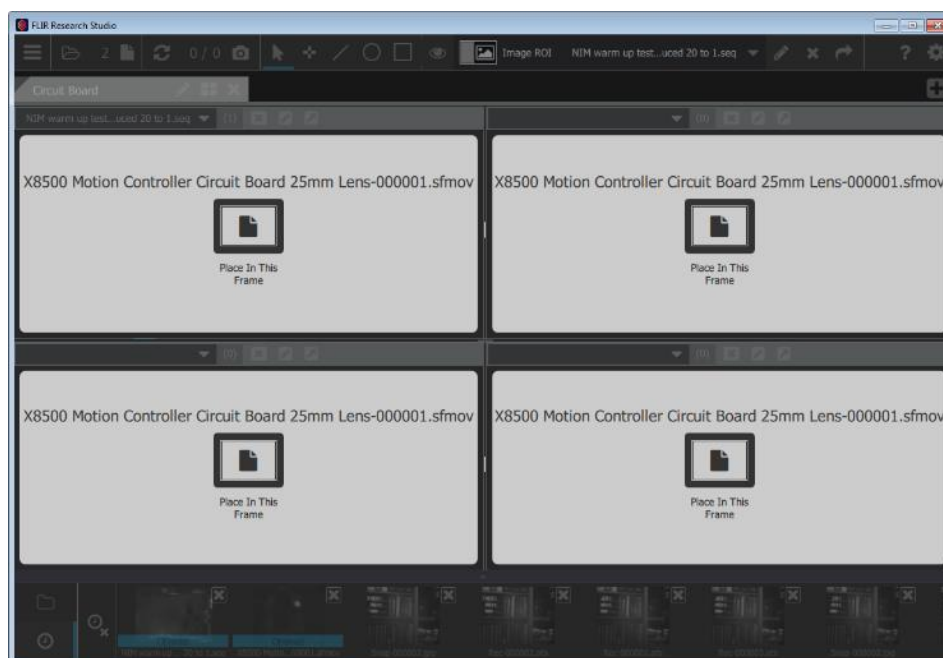 FLIR Research Studio
2 0 / 0 Image ROI NIM warm up test...uced 20 to 1.seq ?
Circuit Board
NIM warm up test...uced 20 to 1.seq (1) (0)
X8500 Motion Controller Circuit Board 25mm Lens-000001.sfmov
Place In This
Frame
X8500 Motion Controller Circuit Board 25mm Lens-000001.sfmov
Place In This
Frame
(0) (0)
X8500 Motion Controller Circuit Board 25mm Lens-000001.sfmov
Place In This
Frame
X8500 Motion Controller Circuit Board 25mm Lens-000001.sfmov
Place In This
Frame